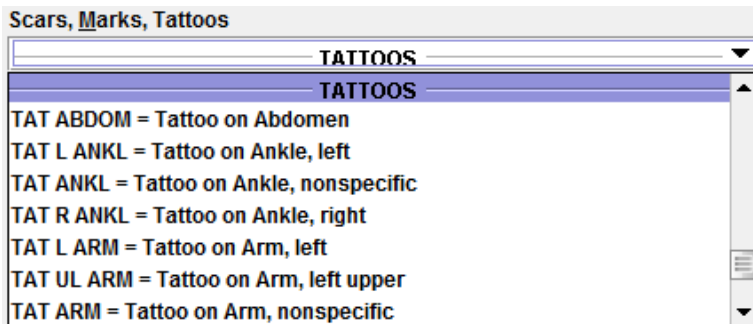 Scars, Marks, Tattoos
TATTOOS
TATTOOS
TAT ABDOM = Tattoo on Abdomen
TAT L ANKL = Tattoo on Ankle, left
TAT ANKL = Tattoo on Ankle, nonspecific
TAT R ANKL = Tattoo on Ankle, right
TAT L ARM = Tattoo on Arm, left
TAT UL ARM = Tattoo on Arm, left upper
TAT ARM = Tattoo on Arm, nonspecific